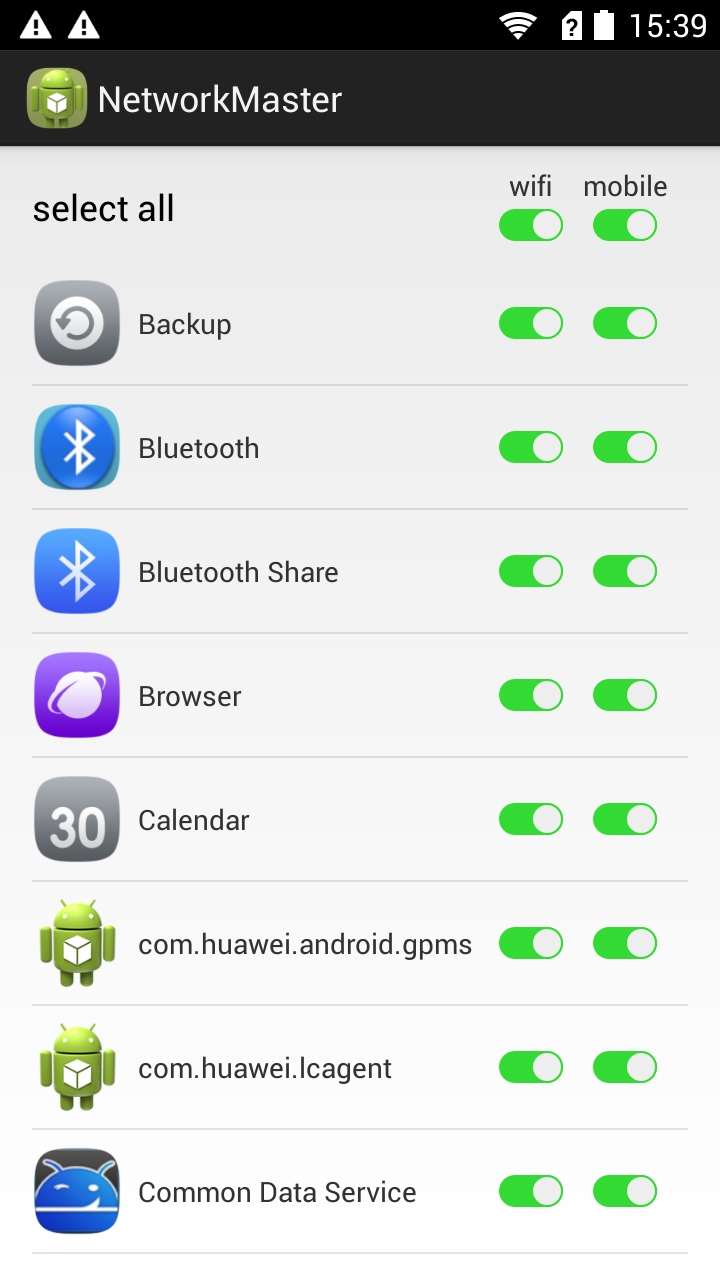 15:39
NetworkMaster
wifi mobile
select all
Backup
Bluetooth
Bluetooth Share
Browser
30 Calendar
com.huawei.android.gpms
com.huawei.lcagent
Common Data Service